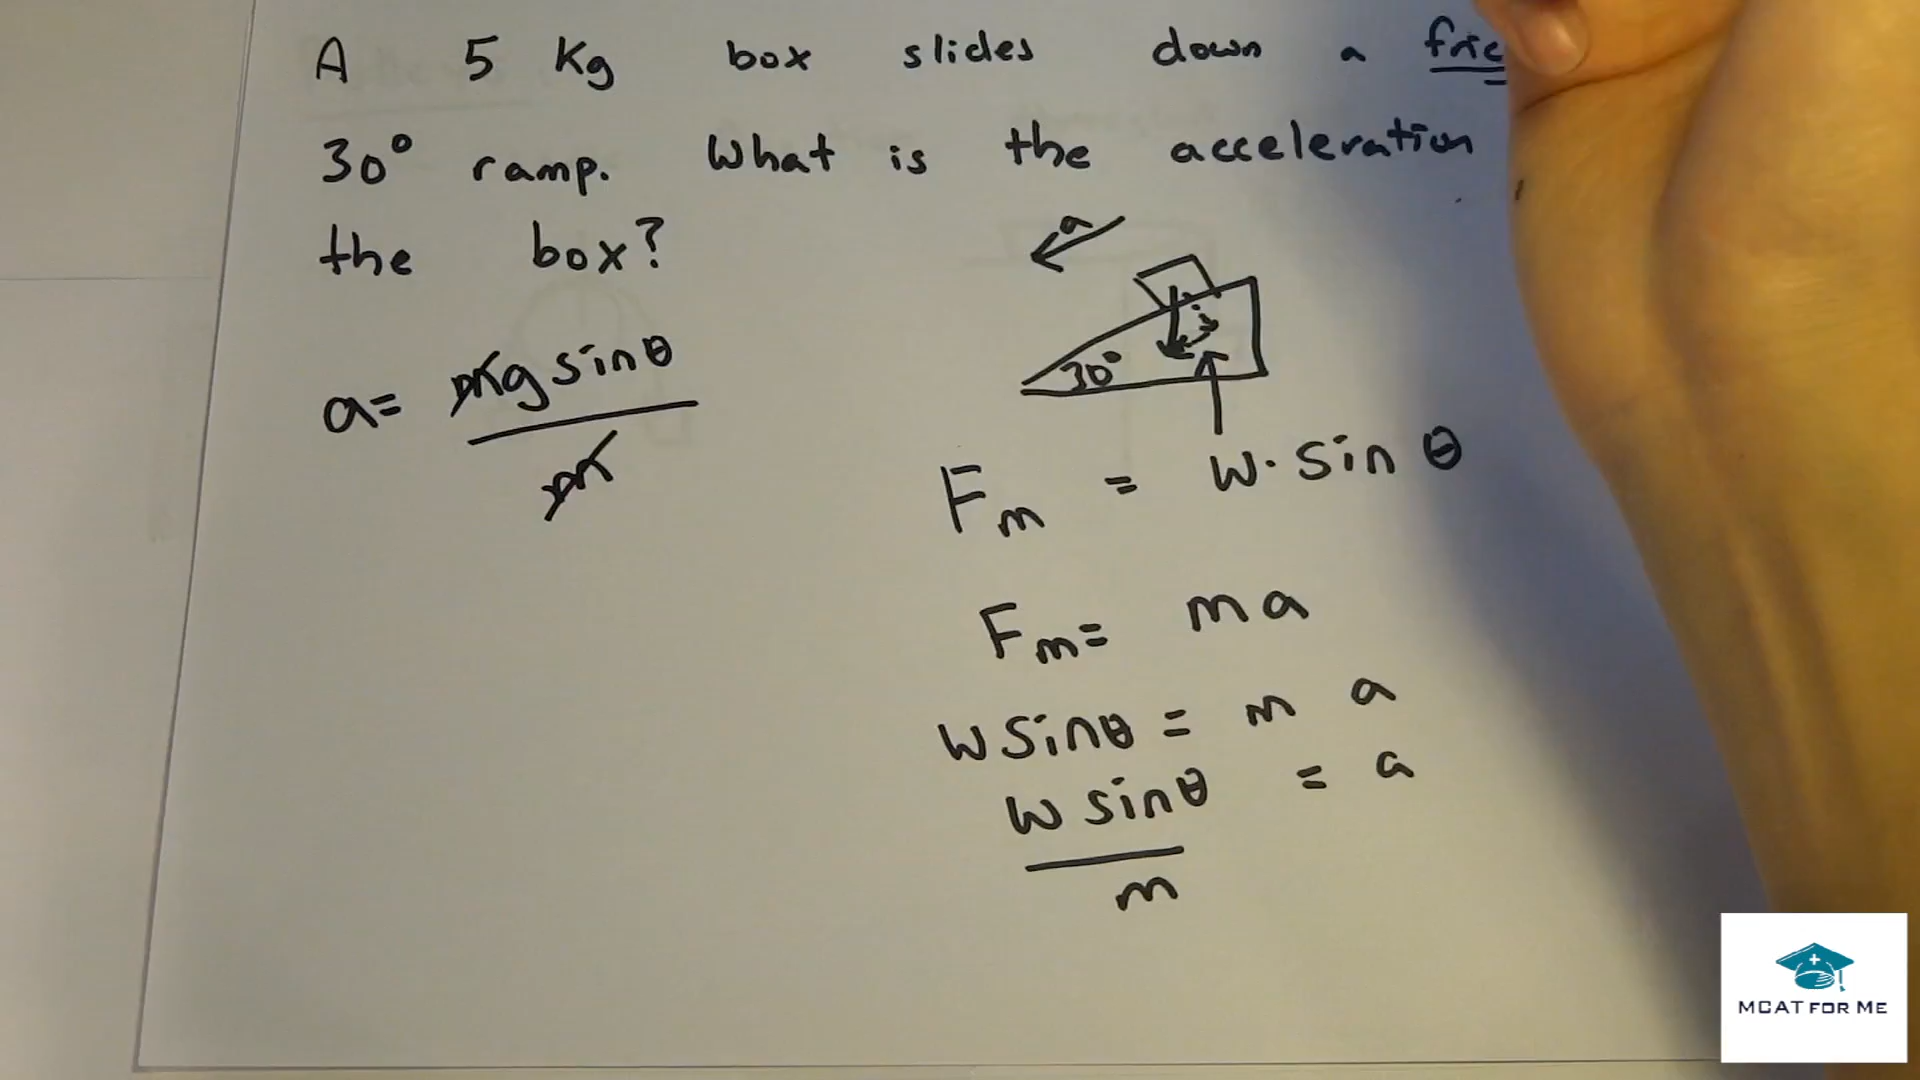 A 5 Kg box slides down a
30° ramp. What is the acceleration
the box?
a
30°
a = mg sinθ
m
Fm = W · sin θ
Fm = ma
W sinθ = m a
W sinθ = a
m
MCAT FOR ME